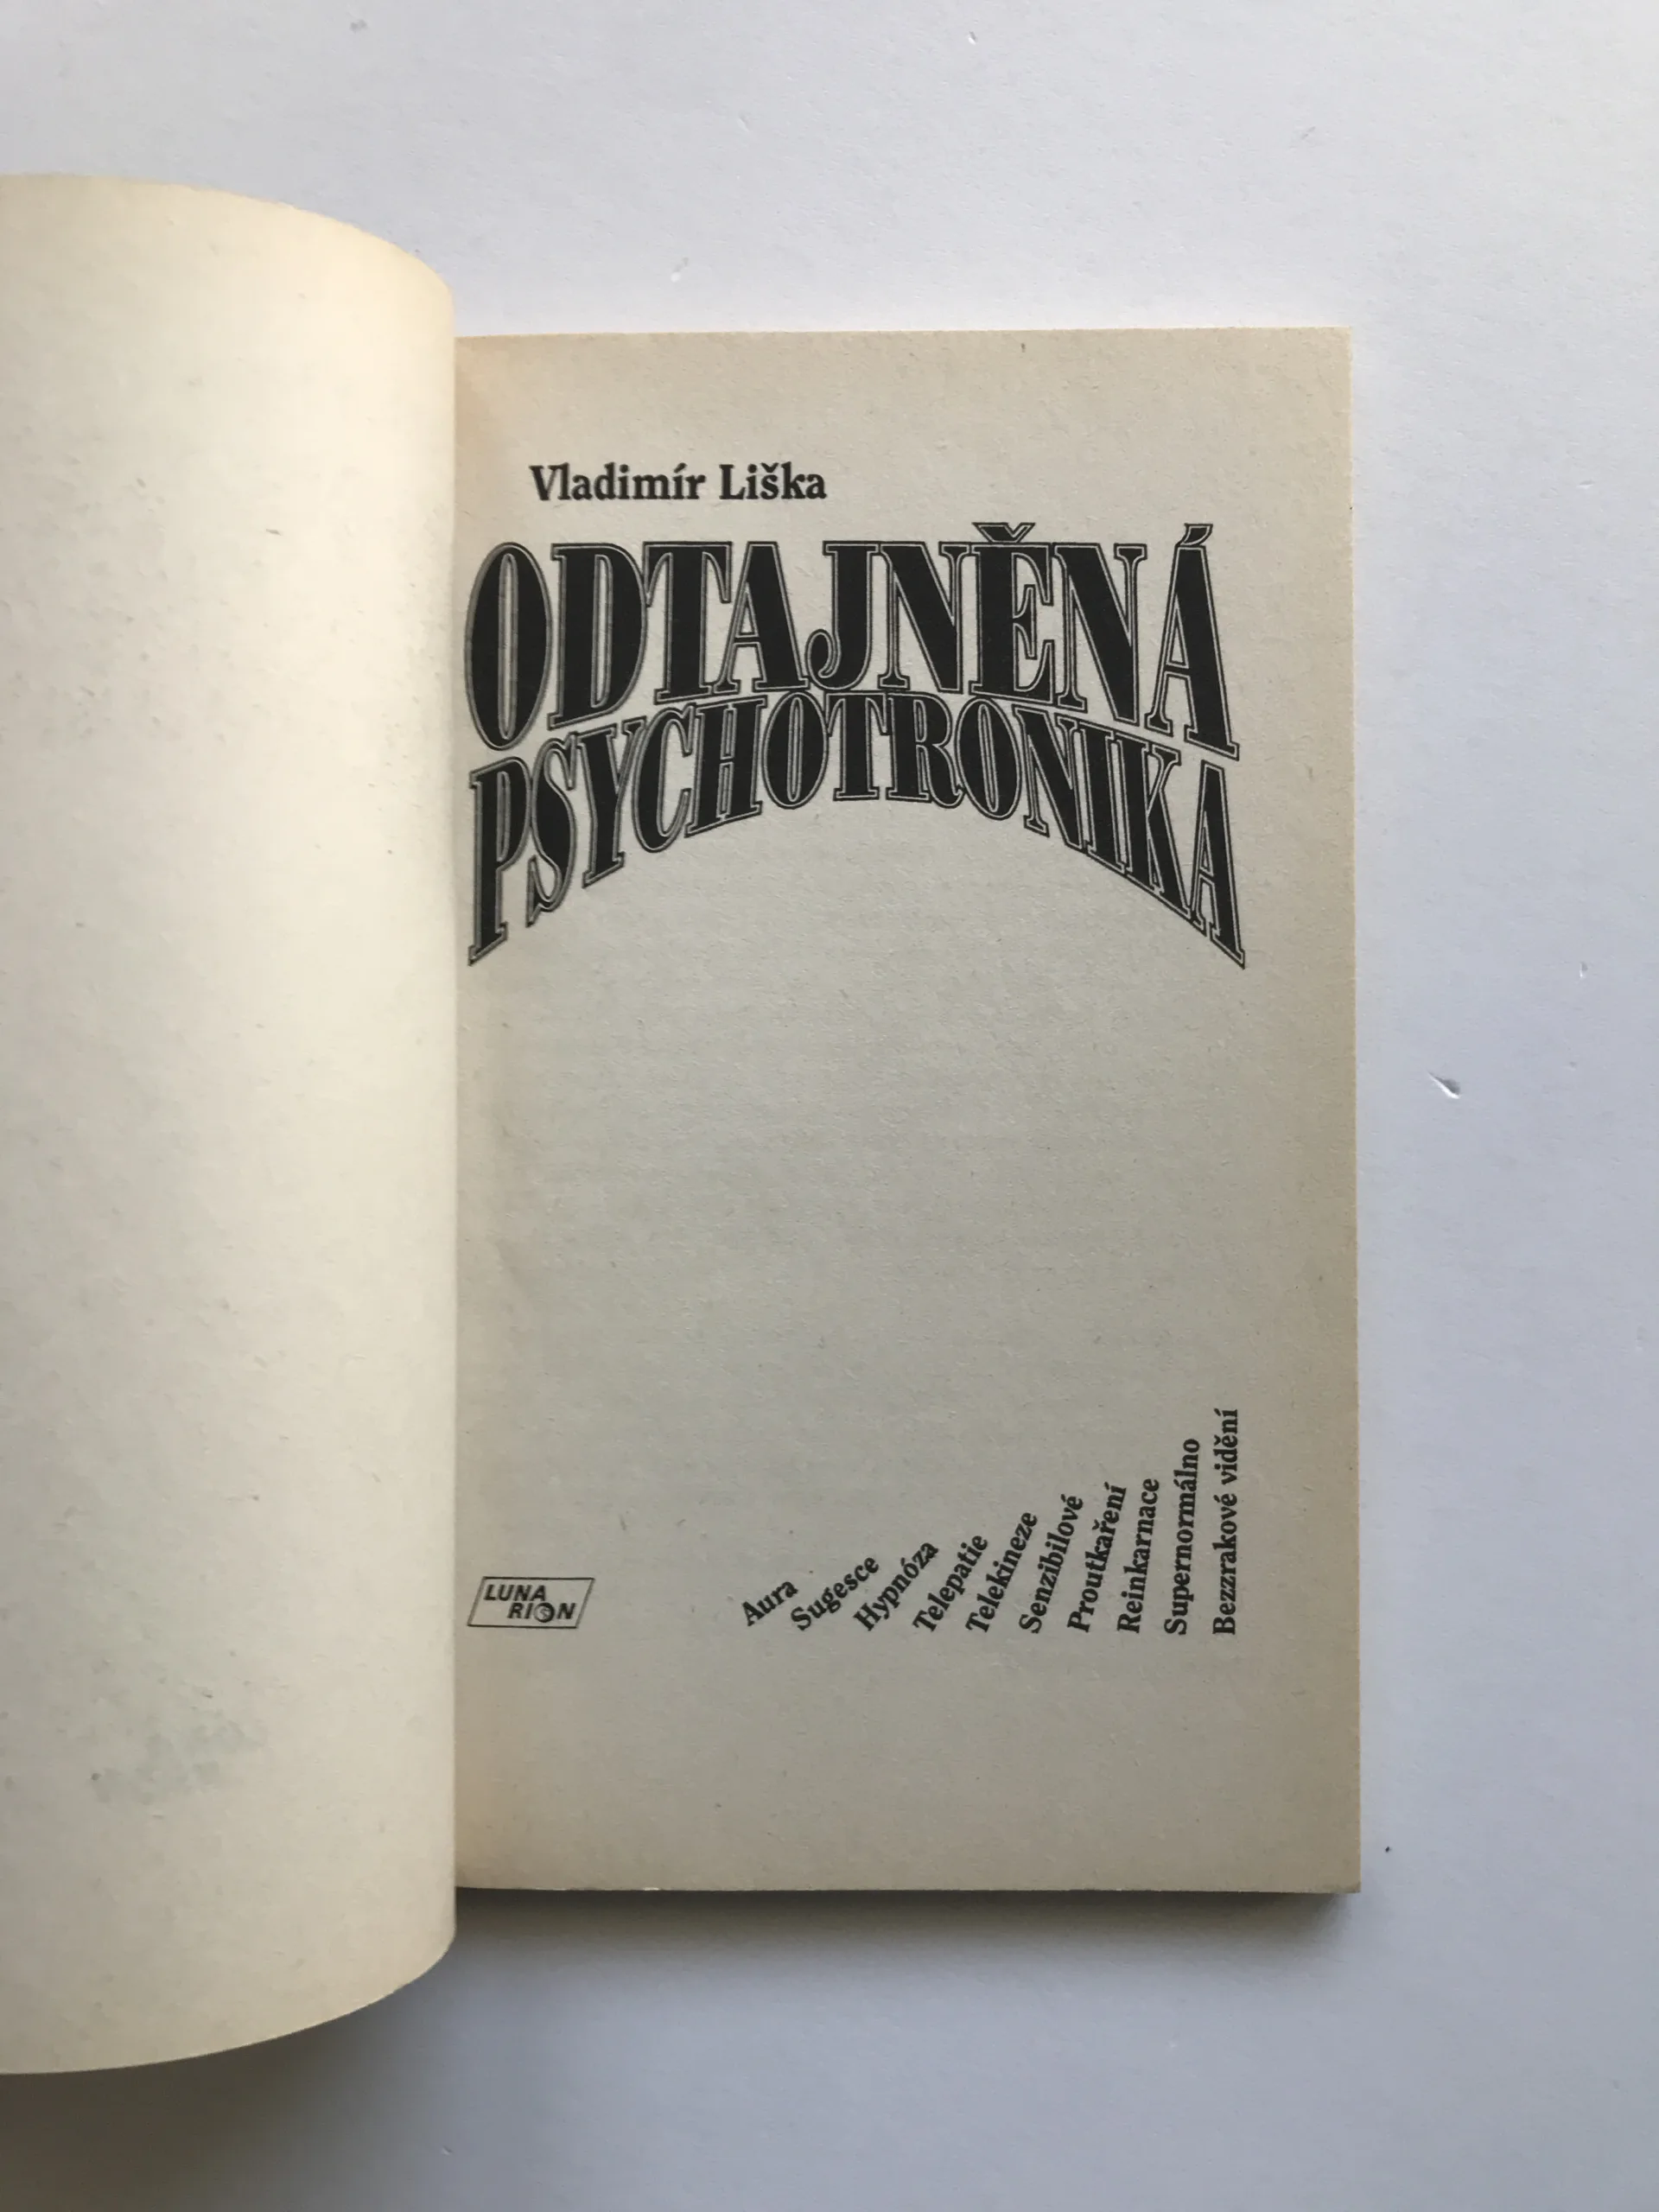 Vladimír Liška
ODTAJNĚNÁ
PSYCHOTRONIKA
Aura
Sugesce
Hypnóza
Telepatie
Telekineze
Senzibilové
Proutkaření
Reinkarnace
Supernormálno
Bezzrakové vidění
LUNA
RION